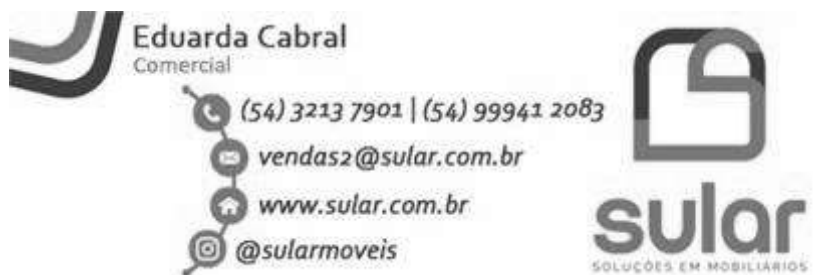 Eduarda Cabral
Comercial
(54) 3213 7901 | (54) 99941 2083
vendas2@sular.com.br
www.sular.com.br
@sularmoveis
sular
SOLUÇÕES EM MOBILIÁRIOS